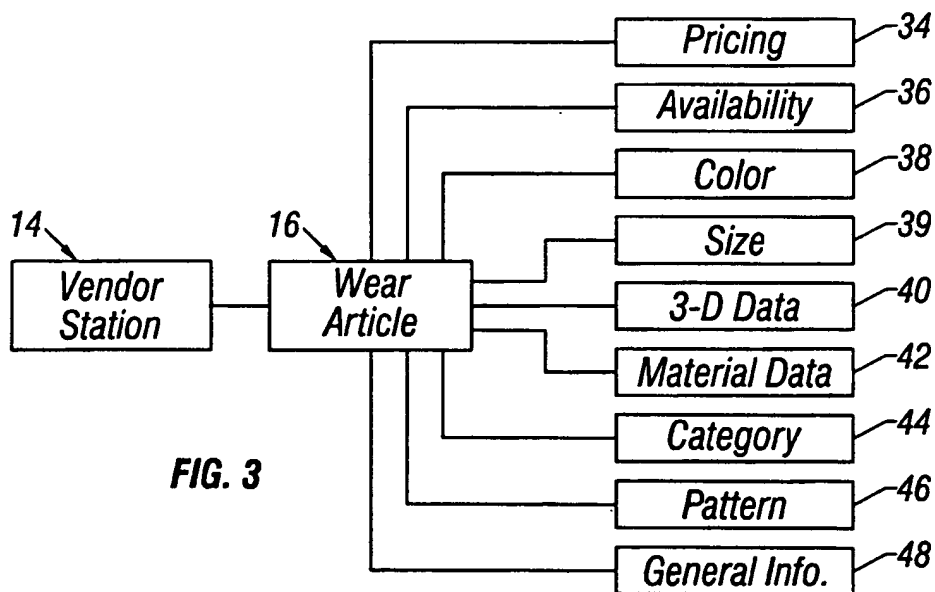 Pricing 34
Availability 36
Color 38
14
16
Size 39
Vendor
Station
Wear
Article
3-D Data 40
Material Data 42
Category 44
FIG. 3
Pattern 46
General Info. 48